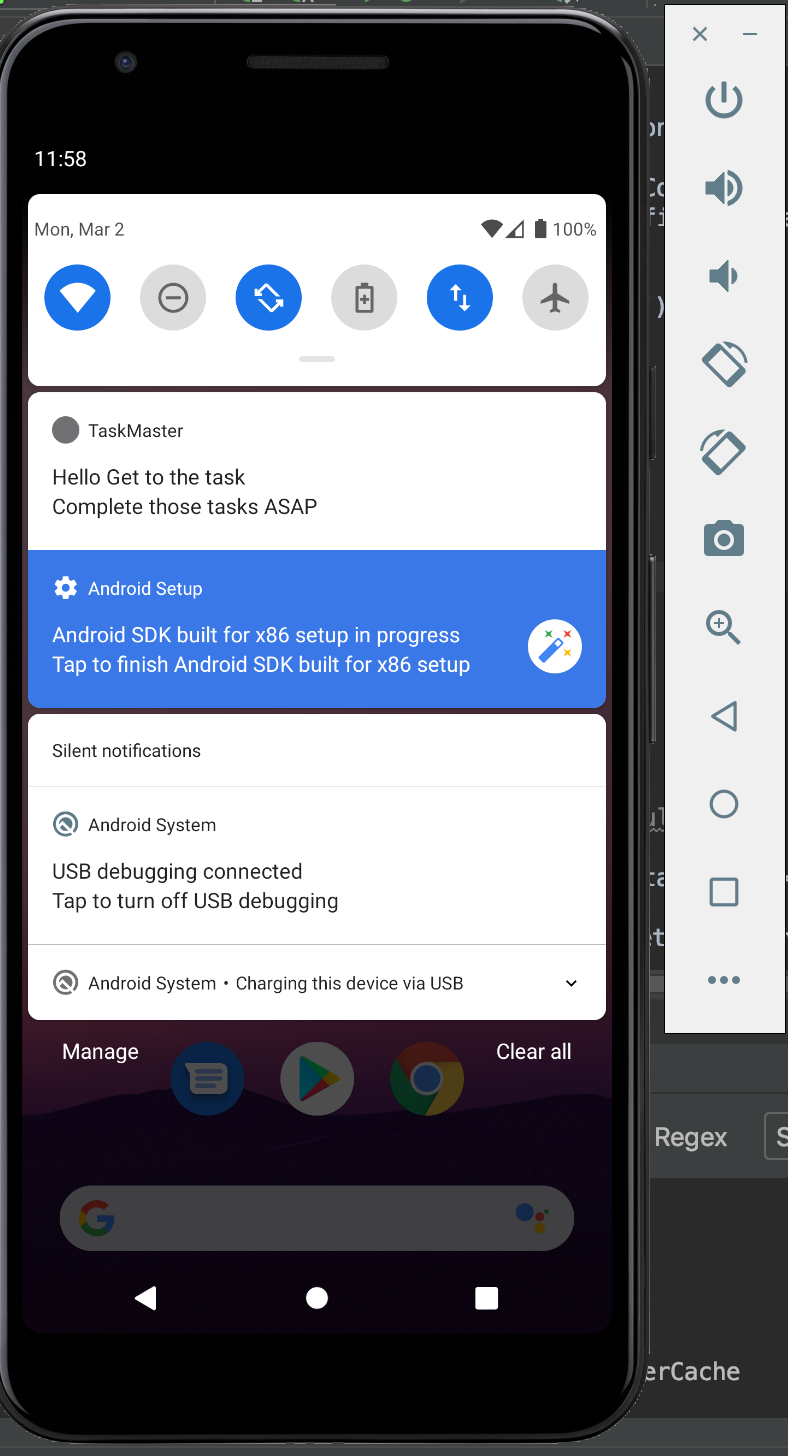 11:58
Mon, Mar 2
100%
TaskMaster
Hello Get to the task
Complete those tasks ASAP
Android Setup
Android SDK built for x86 setup in progress
Tap to finish Android SDK built for x86 setup
Silent notifications
Android System
USB debugging connected
Tap to turn off USB debugging
Android System • Charging this device via USB
Manage
Clear all
Regex
erCache